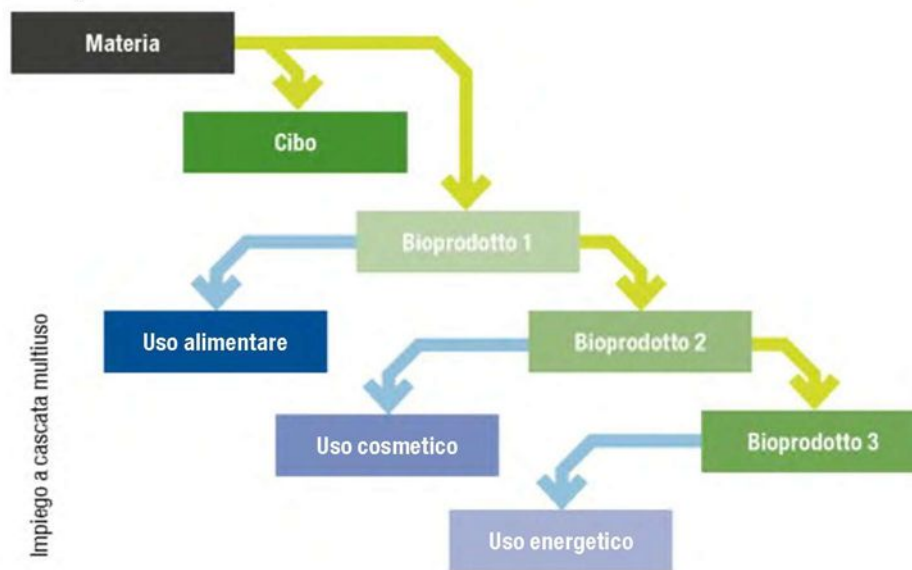 Materia
Cibo
Bioprodotto 1
Uso alimentare
Bioprodotto 2
Uso cosmetico
Bioprodotto 3
Uso energetico
Impiego a cascata multiuso